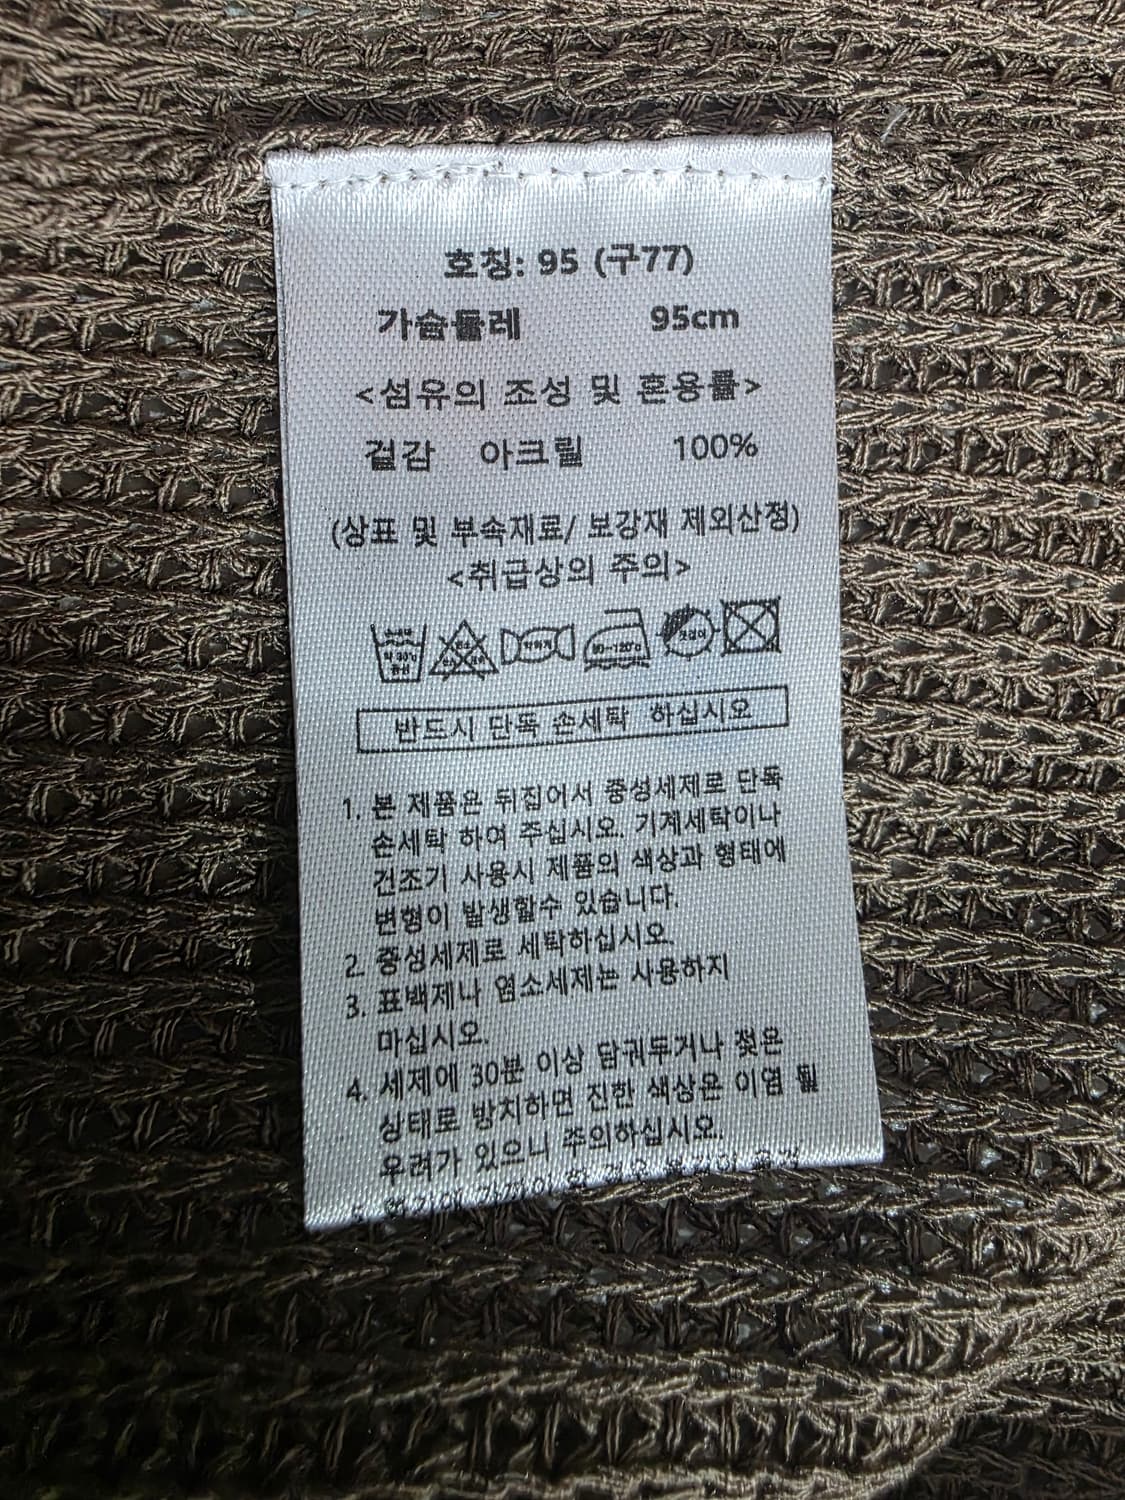 호칭: 95 (구77)
가슴둘레 95cm
<섬유의 조성 및 혼용률>
겉감 아크릴 100%
(상표 및 부속재료/ 보강재 제외산정)
<취급상의 주의>
약 30℃
80~120℃
반드시 단독 손세탁 하십시오
1. 본 제품은 뒤집어서 중성세제로 단독
손세탁 하여 주십시오. 기계세탁이나
건조기 사용시 제품의 색상과 형태에
변형이 발생할수 있습니다.
2. 중성세제로 세탁하십시오.
3. 표백제나 염소세제는 사용하지
마십시오.
4. 세제에 30분 이상 담궈두거나 젖은
상태로 방치하면 진한 색상은 이염 될
우려가 있으니 주의하십시오.